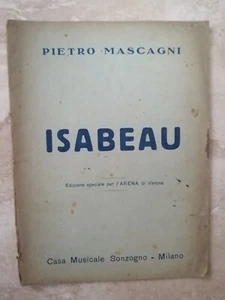 PIETRO MASCAGNI
ISABEAU
Edizione speciale per l'ARENA di Verona
Casa Musicale Sonzogno - Milano